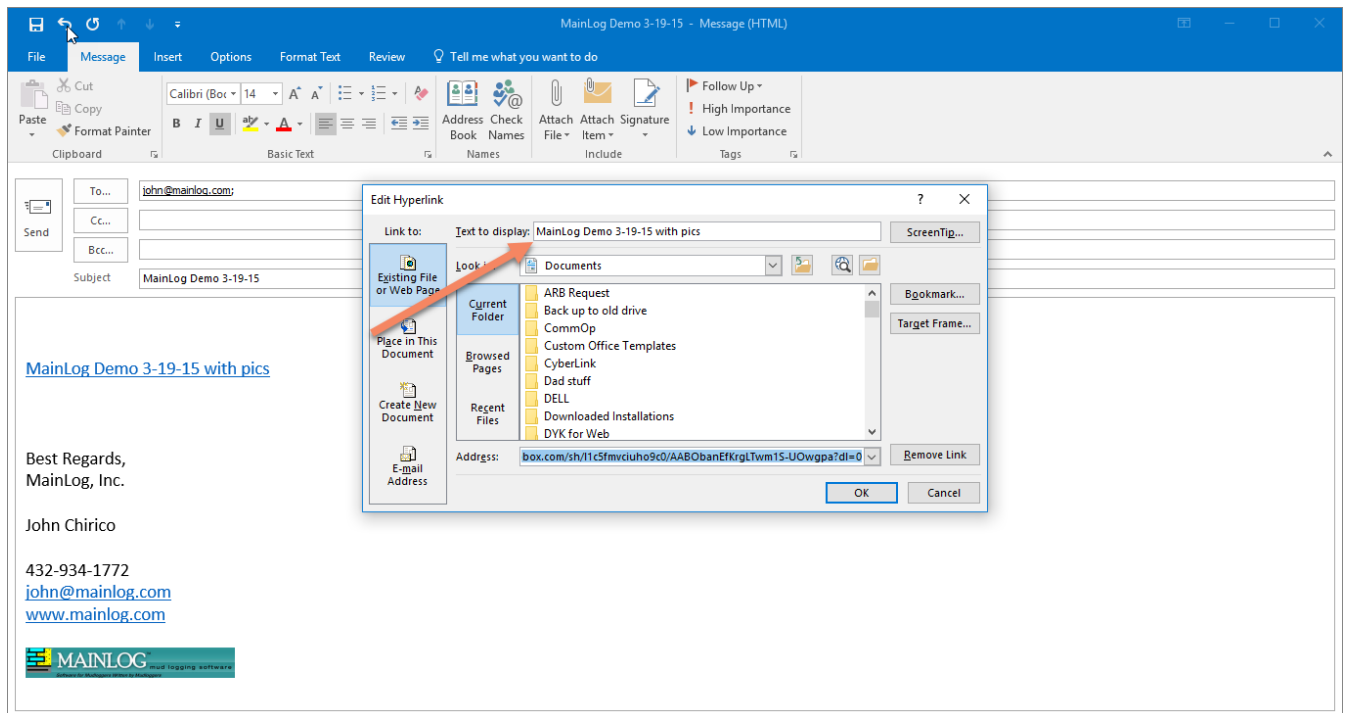 MainLog Demo 3-19-15 - Message (HTML)
File Message Insert Options Format Text Review Tell me what you want to do
Paste
Cut
Copy
Format Painter
Clipboard
Calibri (Boc 14
B I U
Basic Text
Address Book
Check Names
Names
Attach File
Attach Item
Signature
Include
Follow Up
High Importance
Low Importance
Tags
Send
To... john@mainlog.com;
Cc...
Bcc...
Subject MainLog Demo 3-19-15
Edit Hyperlink
Link to:
Text to display: MainLog Demo 3-19-15 with pics
ScreenTip...
Existing File
or Web Page
Place in This
Document
Create New
Document
E-mail
Address
Look Documents
Current
Folder
Browsed
Pages
Recent
Files
ARB Request
Back up to old drive
CommOp
Custom Office Templates
CyberLink
Dad stuff
DELL
Downloaded Installations
DYK for Web
Bookmark...
Target Frame...
Address: box.com/sh/l1c5fmvciuho9c0/AABObanEfKrgLTwm1S-UOwgpa?dl=0
Remove Link
OK Cancel
MainLog Demo 3-19-15 with pics
Best Regards,
MainLog, Inc.
John Chirico
432-934-1772
john@mainlog.com
www.mainlog.com
MAINLOG mud logging software
Software for Mudloggers Written by Mudloggers